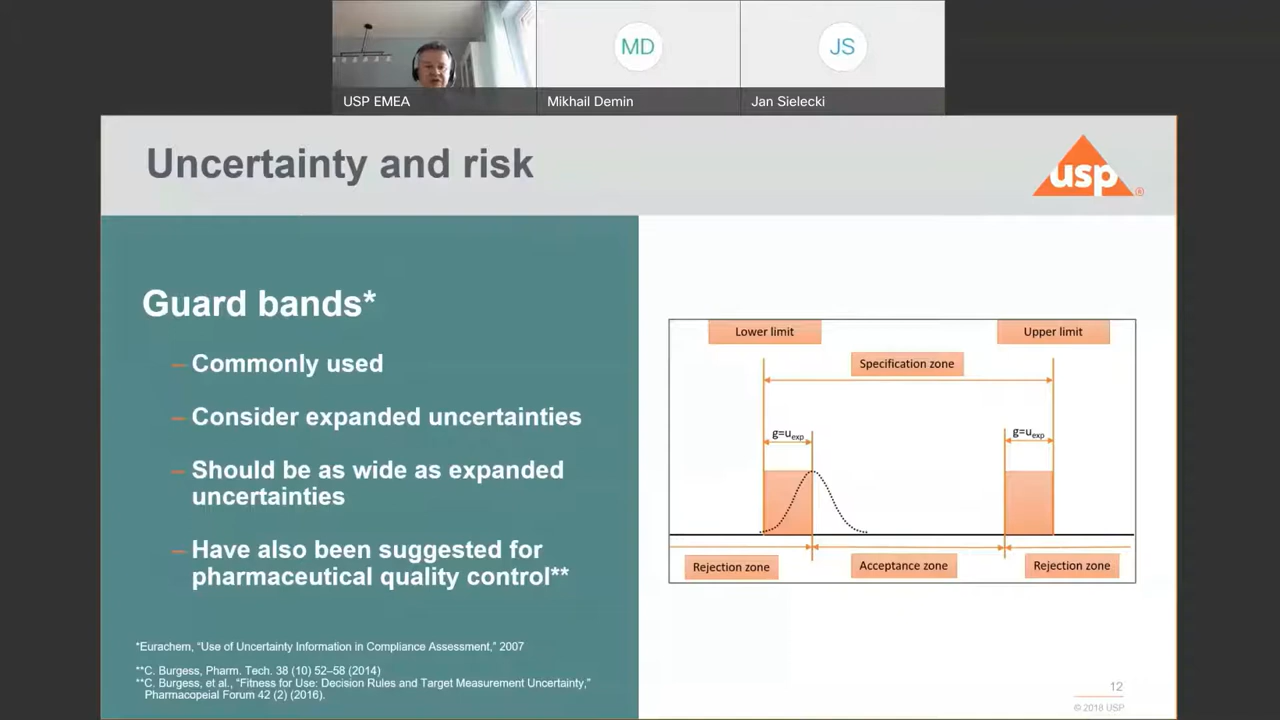 MD
JS
USP EMEA
Mikhail Demin
Jan Sielecki
Uncertainty and risk
usp®
Guard bands*
– Commonly used
– Consider expanded uncertainties
– Should be as wide as expanded
uncertainties
– Have also been suggested for
pharmaceutical quality control**
*Eurachem, “Use of Uncertainty Information in Compliance Assessment,” 2007
**C. Burgess, Pharm. Tech. 38 (10) 52–58 (2014)
**C. Burgess, et al., “Fitness for Use: Decision Rules and Target Measurement Uncertainty,”
Pharmacopeial Forum 42 (2) (2016).
Lower limit
Upper limit
Specification zone
g=uexp
g=uexp
Rejection zone
Acceptance zone
Rejection zone
12
© 2018 USP